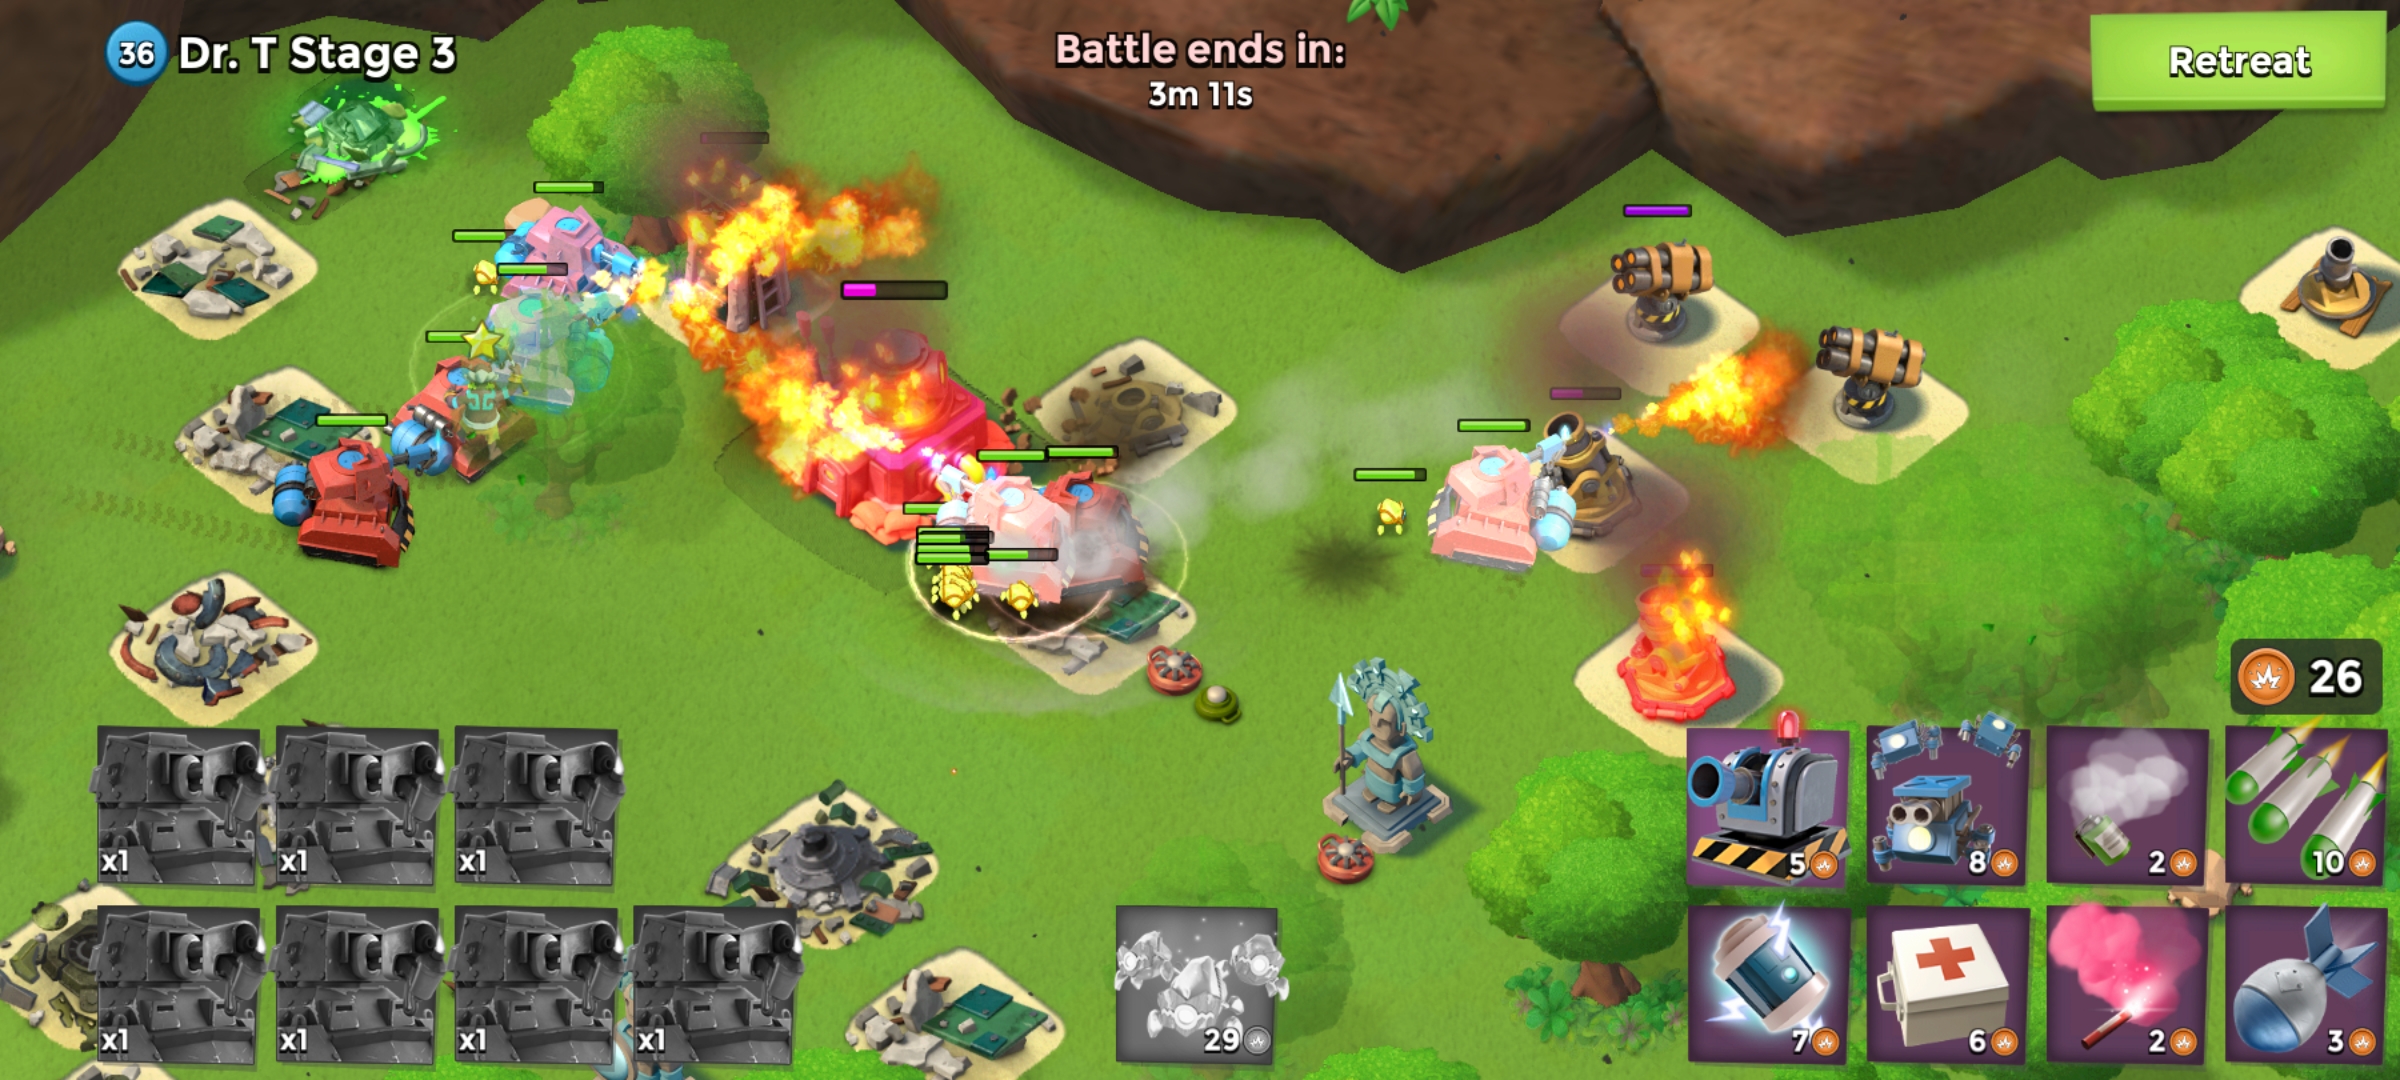 36 Dr. T Stage 3
Battle ends in:
3m 11s
Retreat
26
x1 x1 x1
5 8 2 10
x1 x1 x1 x1
29
7 6 2 3